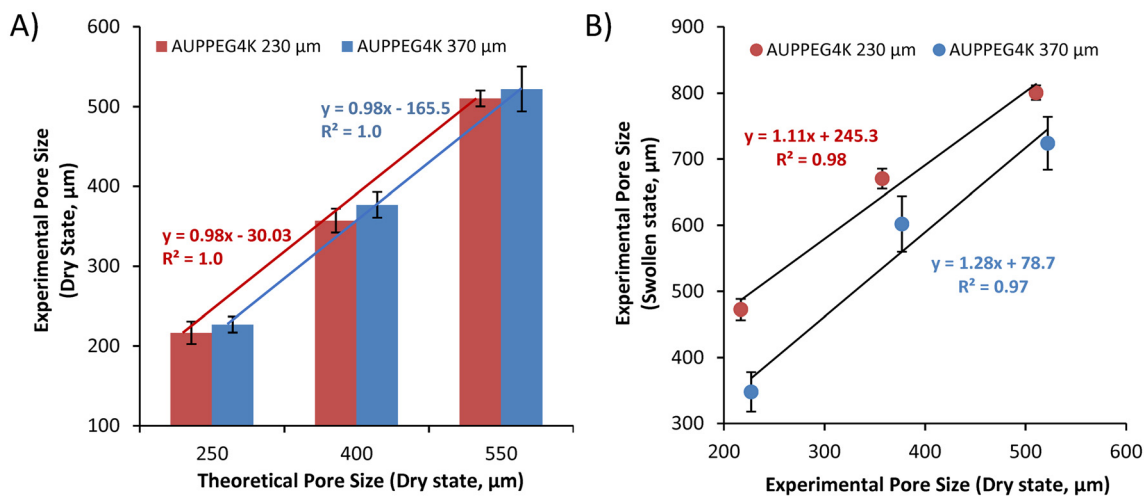 A)
600
500
400
300
200
100
Experimental Pore Size
(Dry State, µm)
AUPPEG4K 230 µm
AUPPEG4K 370 µm
y = 0.98x - 165.5
R² = 1.0
y = 0.98x - 30.03
R² = 1.0
250
400
550
Theoretical Pore Size (Dry state, µm)
B)
900
800
700
600
500
400
300
Experimental Pore Size
(Swollen state, µm)
AUPPEG4K 230 µm
AUPPEG4K 370 µm
y = 1.11x + 245.3
R² = 0.98
y = 1.28x + 78.7
R² = 0.97
200
300
400
500
600
Experimental Pore Size (Dry state, µm)